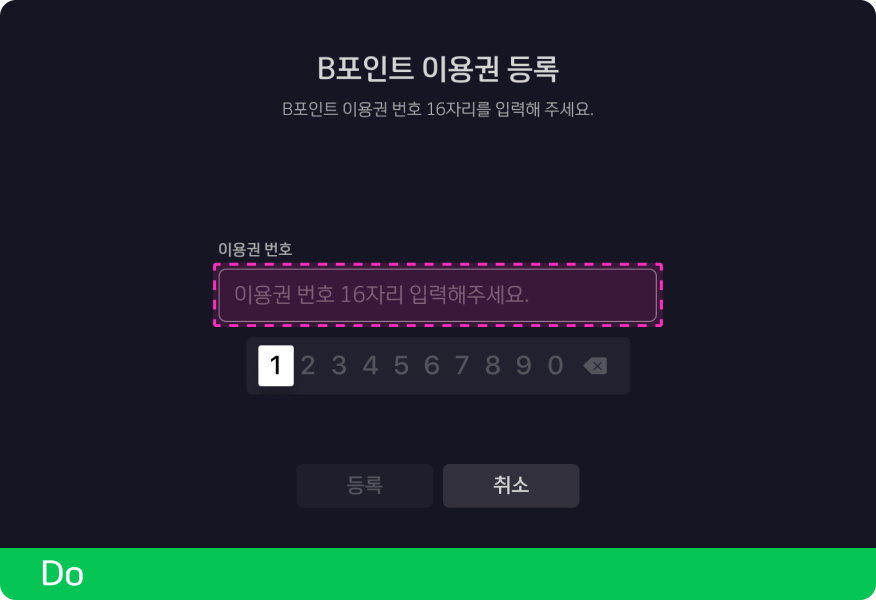 B포인트 이용권 등록
B포인트 이용권 번호 16자리를 입력해 주세요.
이용권 번호
이용권 번호 16자리 입력해주세요.
1 2 3 4 5 6 7 8 9 0
등록 취소
Do